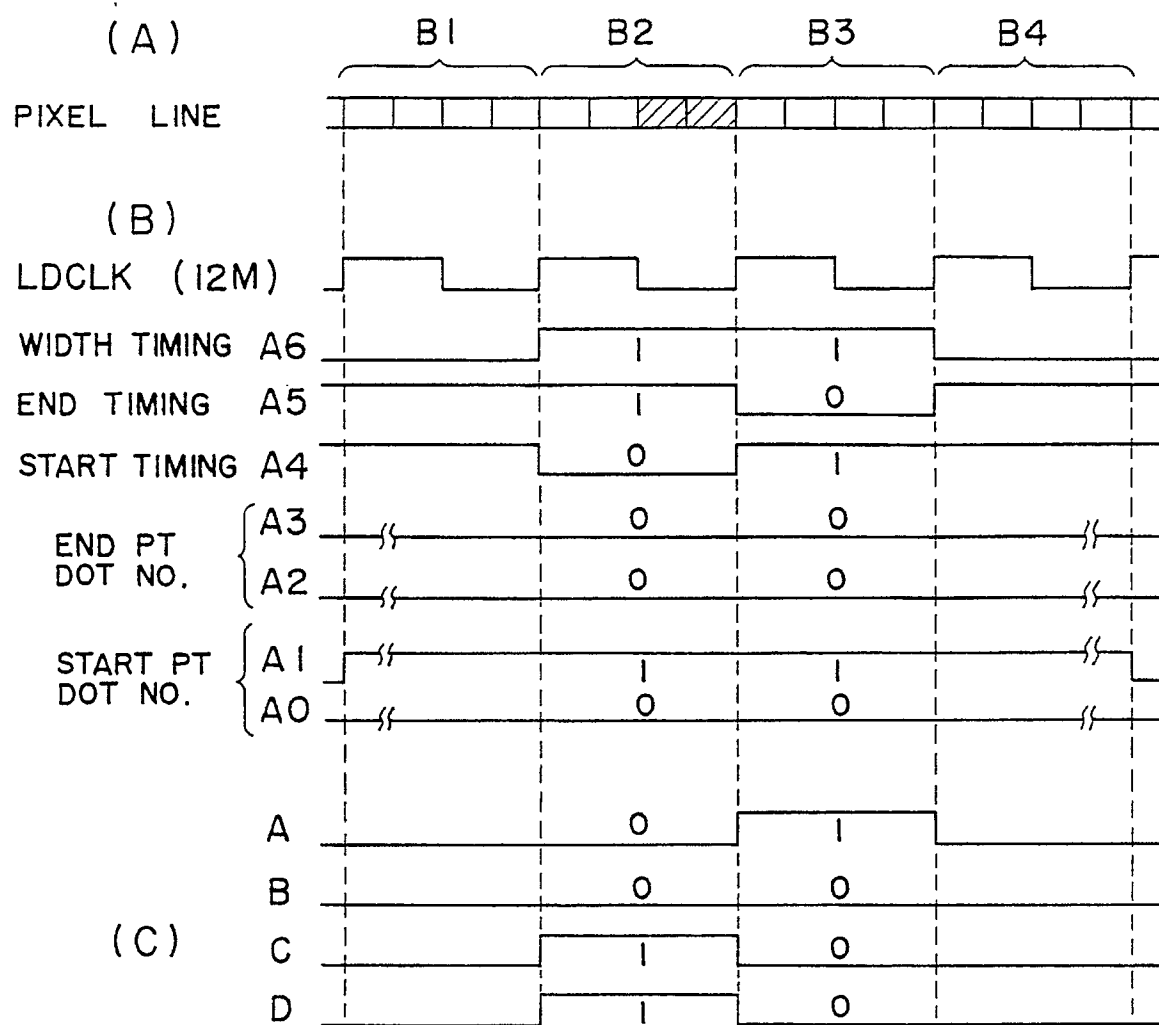 (A) B1 B2 B3 B4
PIXEL LINE
(B)
LDCLK (12M)
WIDTH TIMING A6 1 1
END TIMING A5 1 0
START TIMING A4 0 1
END PT DOT NO.
A3 0 0
A2 0 0
START PT DOT NO.
A1 1 1
A0 0 0
A 0 1
B 0 0
(C)
C 1 0
D 1 0